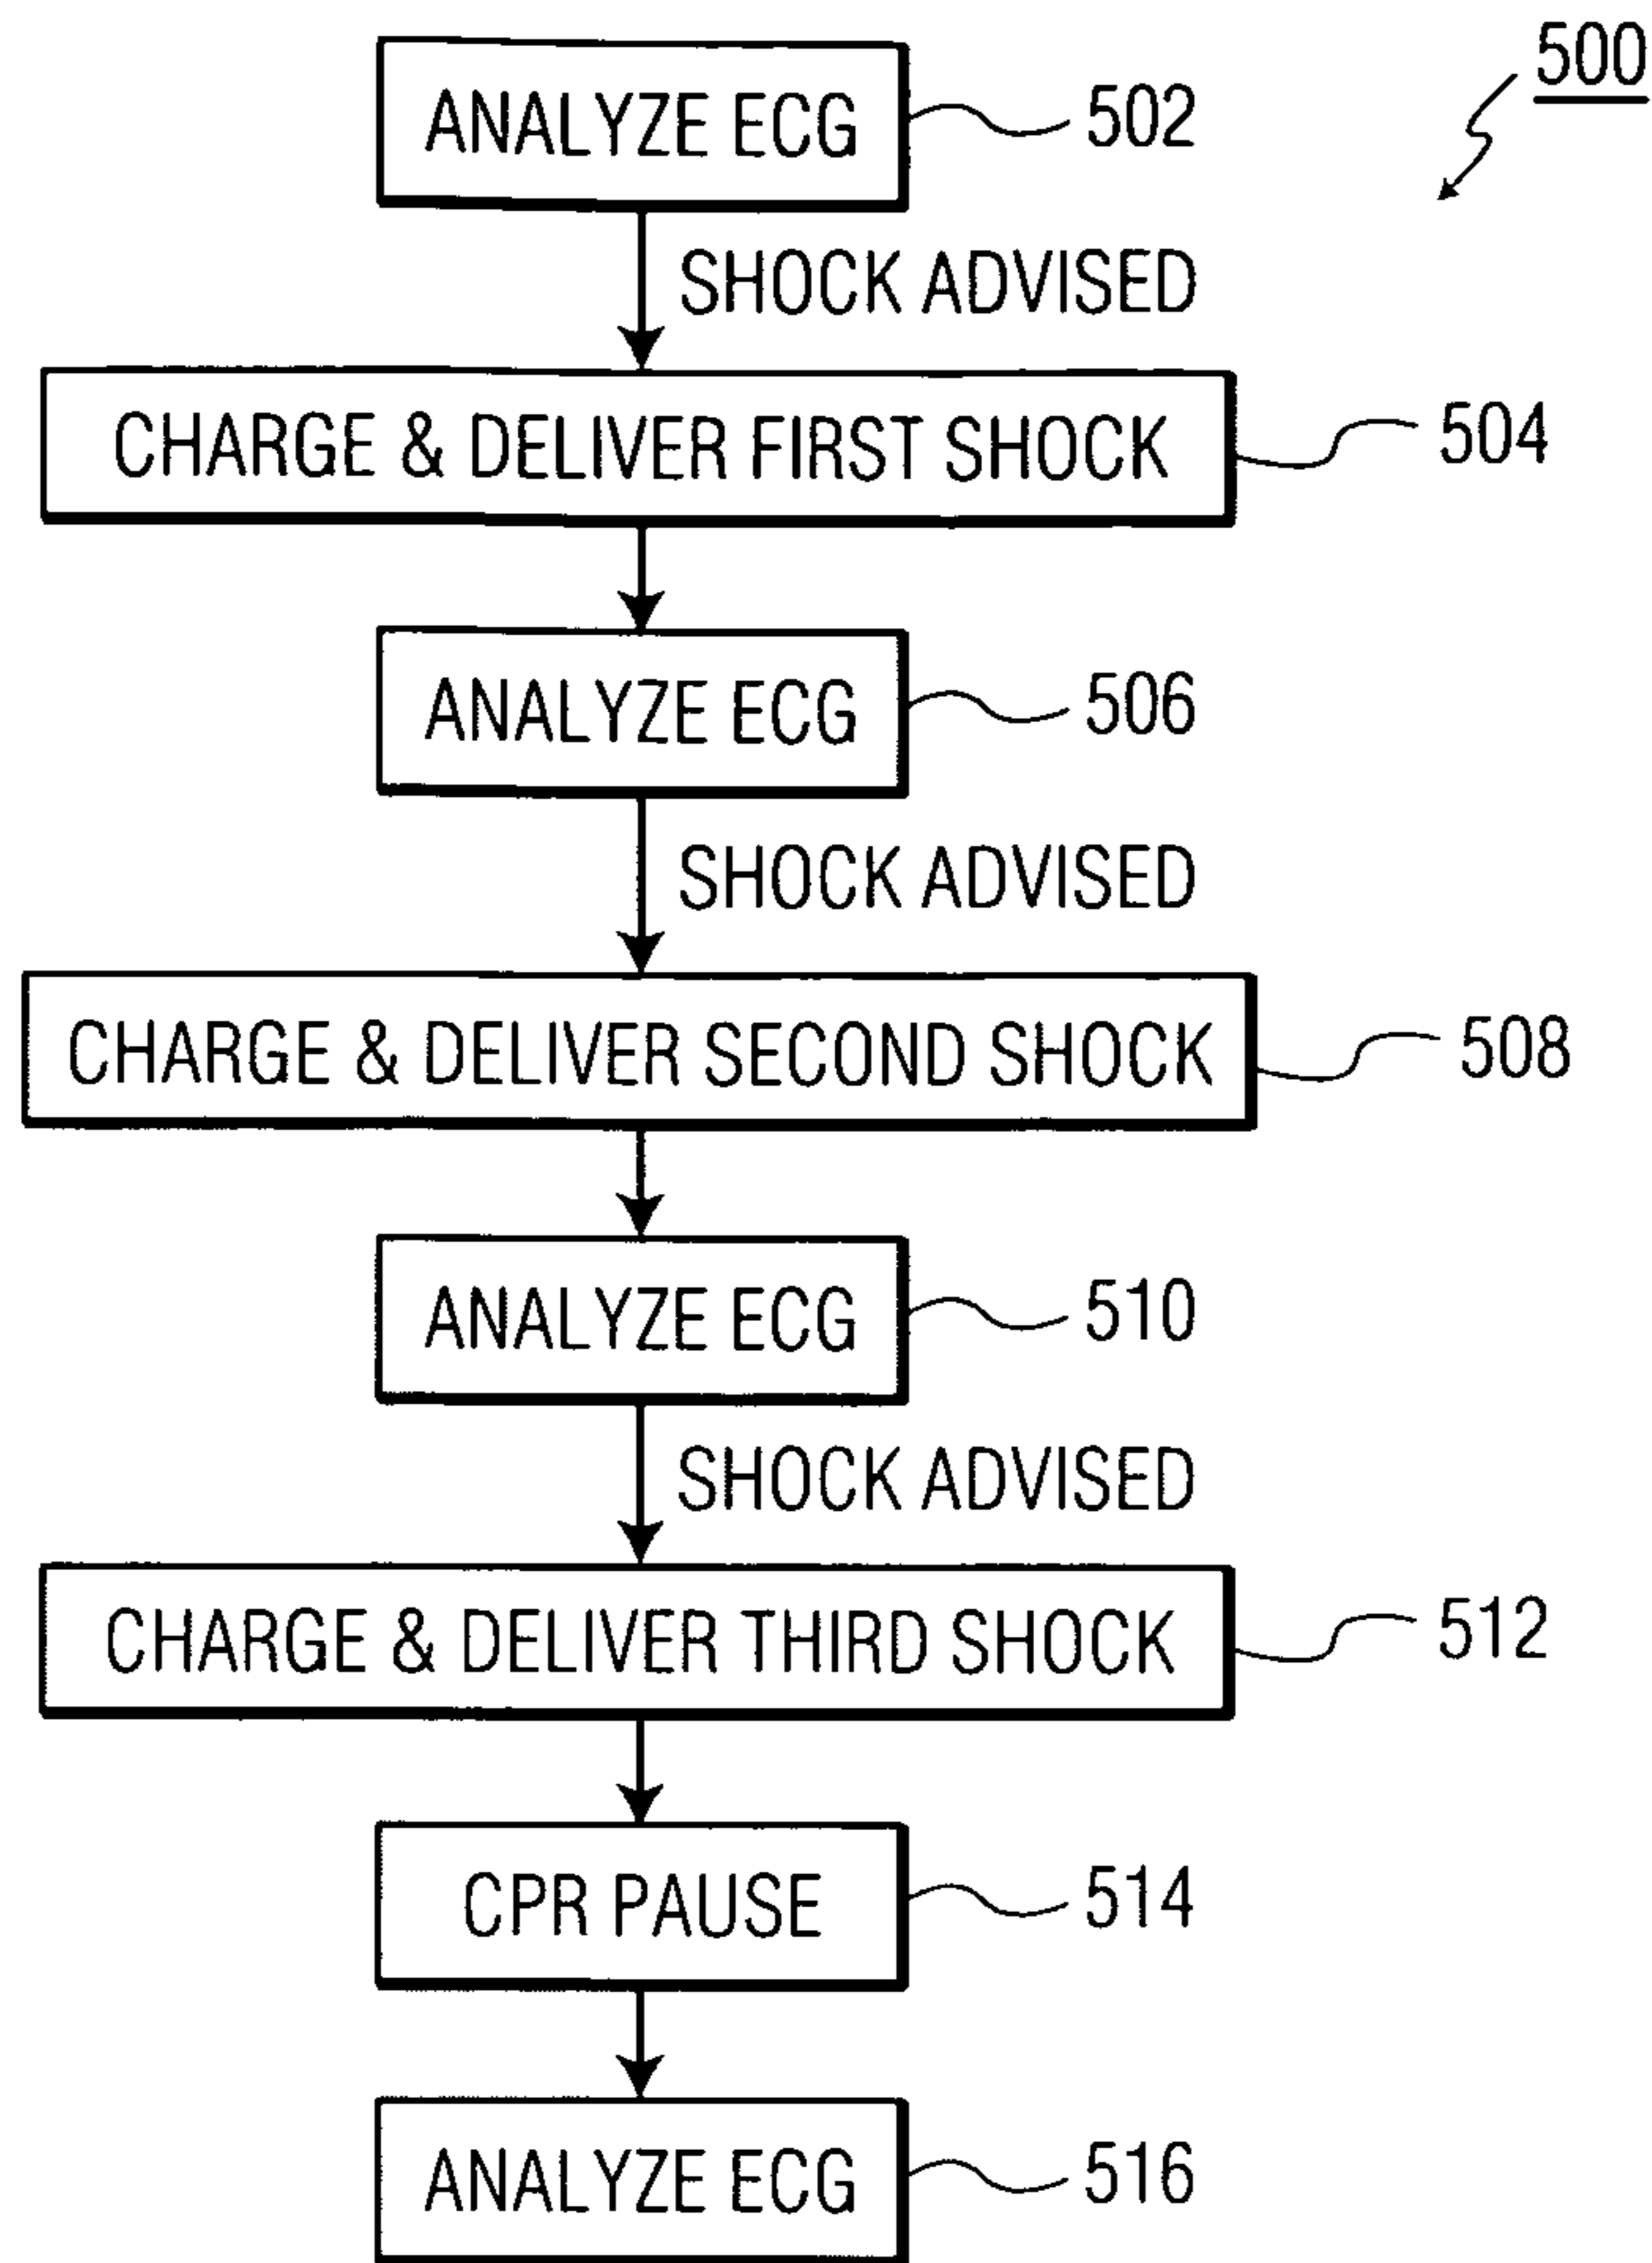 500
ANALYZE ECG
502
SHOCK ADVISED
CHARGE & DELIVER FIRST SHOCK
504
ANALYZE ECG
506
SHOCK ADVISED
CHARGE & DELIVER SECOND SHOCK
508
ANALYZE ECG
510
SHOCK ADVISED
CHARGE & DELIVER THIRD SHOCK
512
CPR PAUSE
514
ANALYZE ECG
516